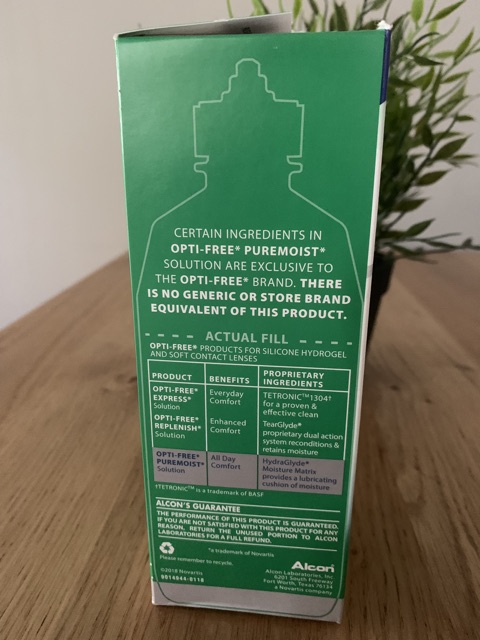 CERTAIN INGREDIENTS IN
OPTI-FREE* PUREMOIST*
SOLUTION ARE EXCLUSIVE TO
THE OPTI-FREE* BRAND. THERE
IS NO GENERIC OR STORE BRAND
EQUIVALENT OF THIS PRODUCT.
ACTUAL FILL
OPTI-FREE* PRODUCTS FOR SILICONE HYDROGEL
AND SOFT CONTACT LENSES
PRODUCT BENEFITS PROPRIETARY
INGREDIENTS
OPTI-FREE* Everyday TETRONIC™1304†
EXPRESS* Comfort for a proven &
Solution effective clean
OPTI-FREE* Enhanced TearGlyde*
REPLENISH* Comfort proprietary dual action
Solution system reconditions &
retains moisture
OPTI-FREE* All Day HydraGlyde*
PUREMOIST* Comfort Moisture Matrix
Solution provides a lubricating
cushion of moisture
†TETRONIC™ is a trademark of BASF
ALCON'S GUARANTEE
THE PERFORMANCE OF THIS PRODUCT IS GUARANTEED.
IF YOU ARE NOT SATISFIED WITH THIS PRODUCT FOR ANY
REASON, RETURN THE UNUSED PORTION TO ALCON
LABORATORIES FOR A FULL REFUND.
*a trademark of Novartis
Please remember to recycle.
Alcon
©2018 Novartis
9014944-0118
Alcon Laboratories, Inc.
6201 South Freeway
Fort Worth, Texas 76134
a Novartis company